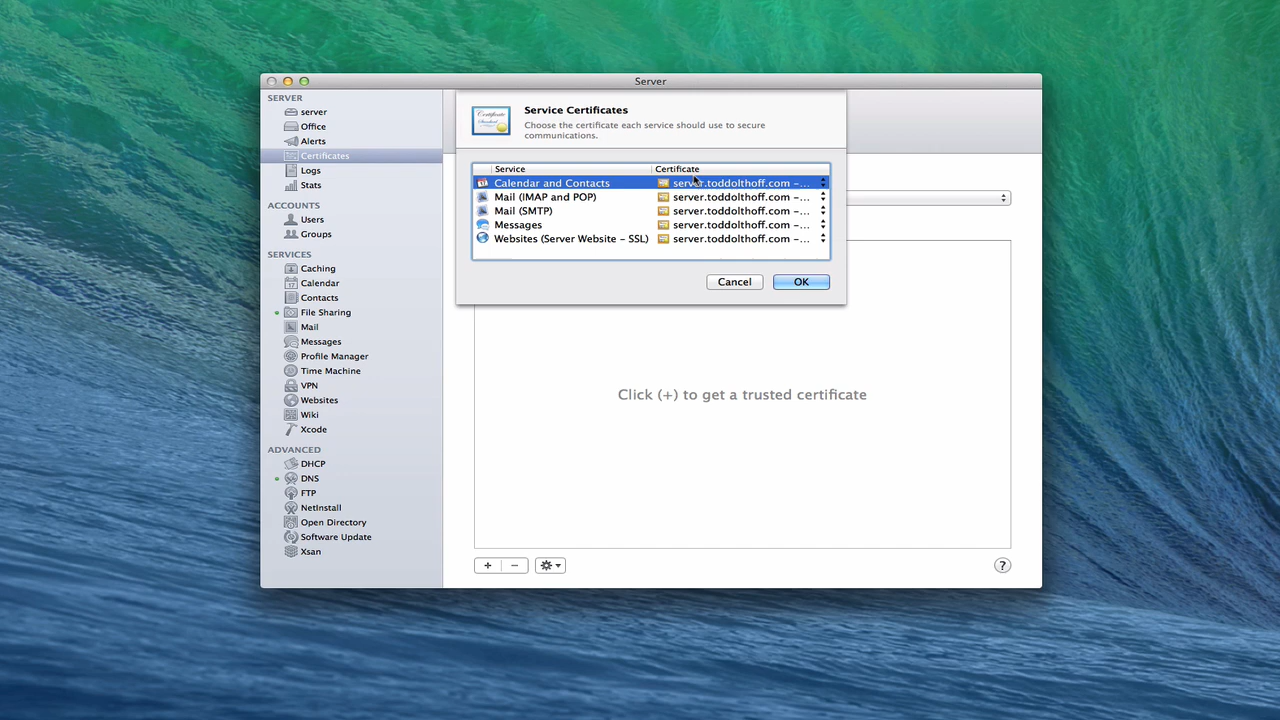 Server
SERVER
server
Office
Alerts
Certificates
Logs
Stats
ACCOUNTS
Users
Groups
SERVICES
Caching
Calendar
Contacts
File Sharing
Mail
Messages
Profile Manager
Time Machine
VPN
Websites
Wiki
Xcode
ADVANCED
DHCP
DNS
FTP
NetInstall
Open Directory
Software Update
Xsan
Service Certificates
Choose the certificate each service should use to secure
communications.
Service Certificate
Calendar and Contacts server.toddolthoff.com –...
Mail (IMAP and POP) server.toddolthoff.com –...
Mail (SMTP) server.toddolthoff.com –...
Messages server.toddolthoff.com –...
Websites (Server Website – SSL) server.toddolthoff.com –...
Cancel OK
Click (+) to get a trusted certificate
+ − ?